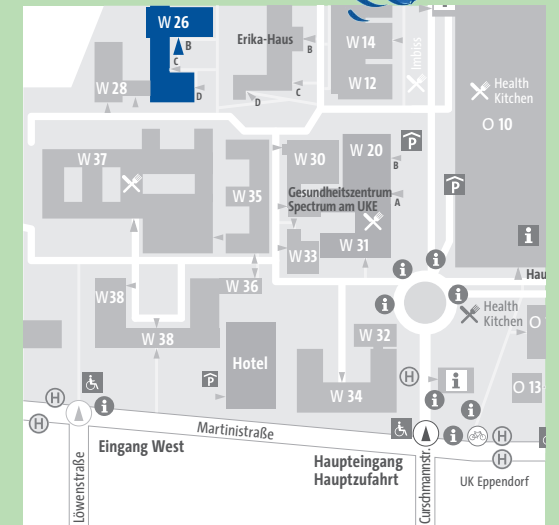 W 26
B
C
D
W 28
Erika-Haus
B
C
D
W 14
W 12
Imbiss
Health
Kitchen
O 10
P
P
W 37
W 35
W 30
W 20
B
A
Gesundheitszentrum
Spectrum am UKE
W 33
W 31
i
i
i
i
i
Hau
W 38
W 36
W 38
W 32
Health
Kitchen
O
Hotel
P
W 34
H
i
O 13
H
H
i
i
i
i
H
H
Martinistraße
Eingang West
Löwenstraße
Haupteingang
Hauptzufahrt
Curschmannstr.
UK Eppendorf